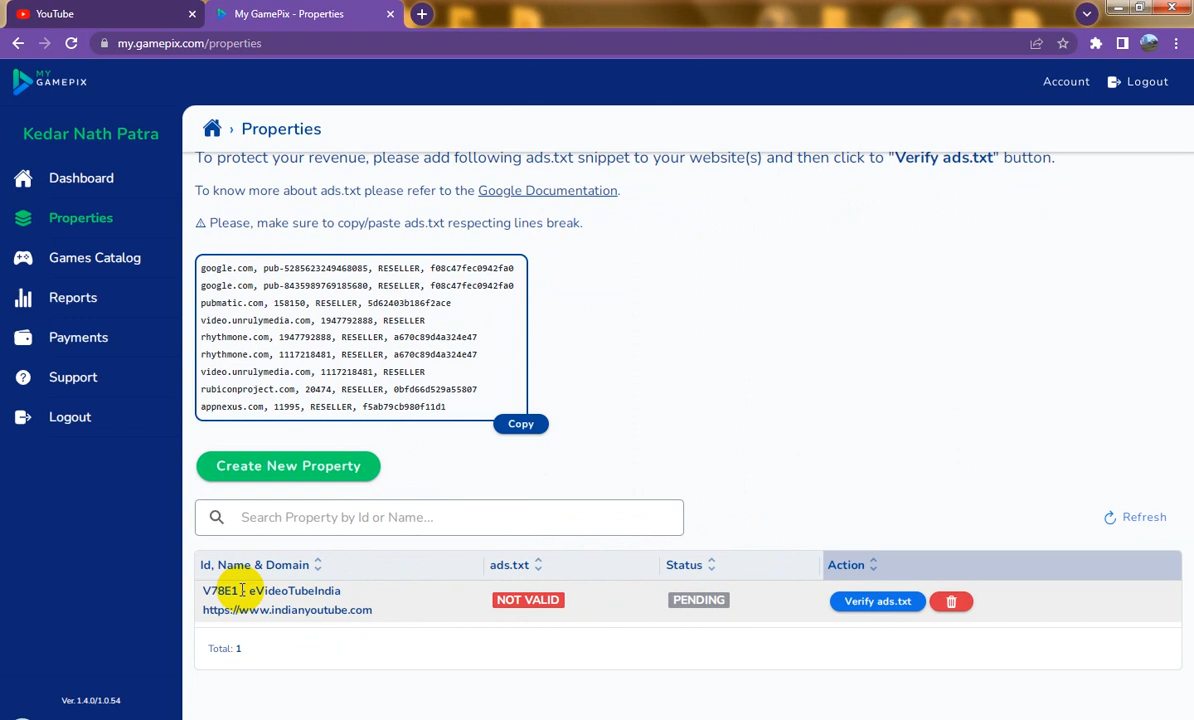 YouTube
My GamePix - Properties
my.gamepix.com/properties
MY
GAMEPIX
Account
Logout
Kedar Nath Patra
Dashboard
Properties
Games Catalog
Reports
Payments
Support
Logout
Ver. 1.4.0/1.0.54
› Properties
To protect your revenue, please add following ads.txt snippet to your website(s) and then click to "Verify ads.txt" button.
To know more about ads.txt please refer to the Google Documentation.
⚠ Please, make sure to copy/paste ads.txt respecting lines break.
google.com, pub-5285623249468085, RESELLER, f08c47fec0942fa0
google.com, pub-8435989769185680, RESELLER, f08c47fec0942fa0
pubmatic.com, 158150, RESELLER, 5d62403b186f2ace
video.unrulymedia.com, 1947792888, RESELLER
rhythmone.com, 1947792888, RESELLER, a670c89d4a324e47
rhythmone.com, 1117218481, RESELLER, a670c89d4a324e47
video.unrulymedia.com, 1117218481, RESELLER
rubiconproject.com, 20474, RESELLER, 0bfd66d529a55807
appnexus.com, 11995, RESELLER, f5ab79cb980f11d1
Copy
Create New Property
Search Property by Id or Name...
Refresh
Id, Name & Domain
ads.txt
Status
Action
eVideoTubeIndia
https://www.indianyoutube.com
NOT VALID
PENDING
Verify ads.txt
Total: 1